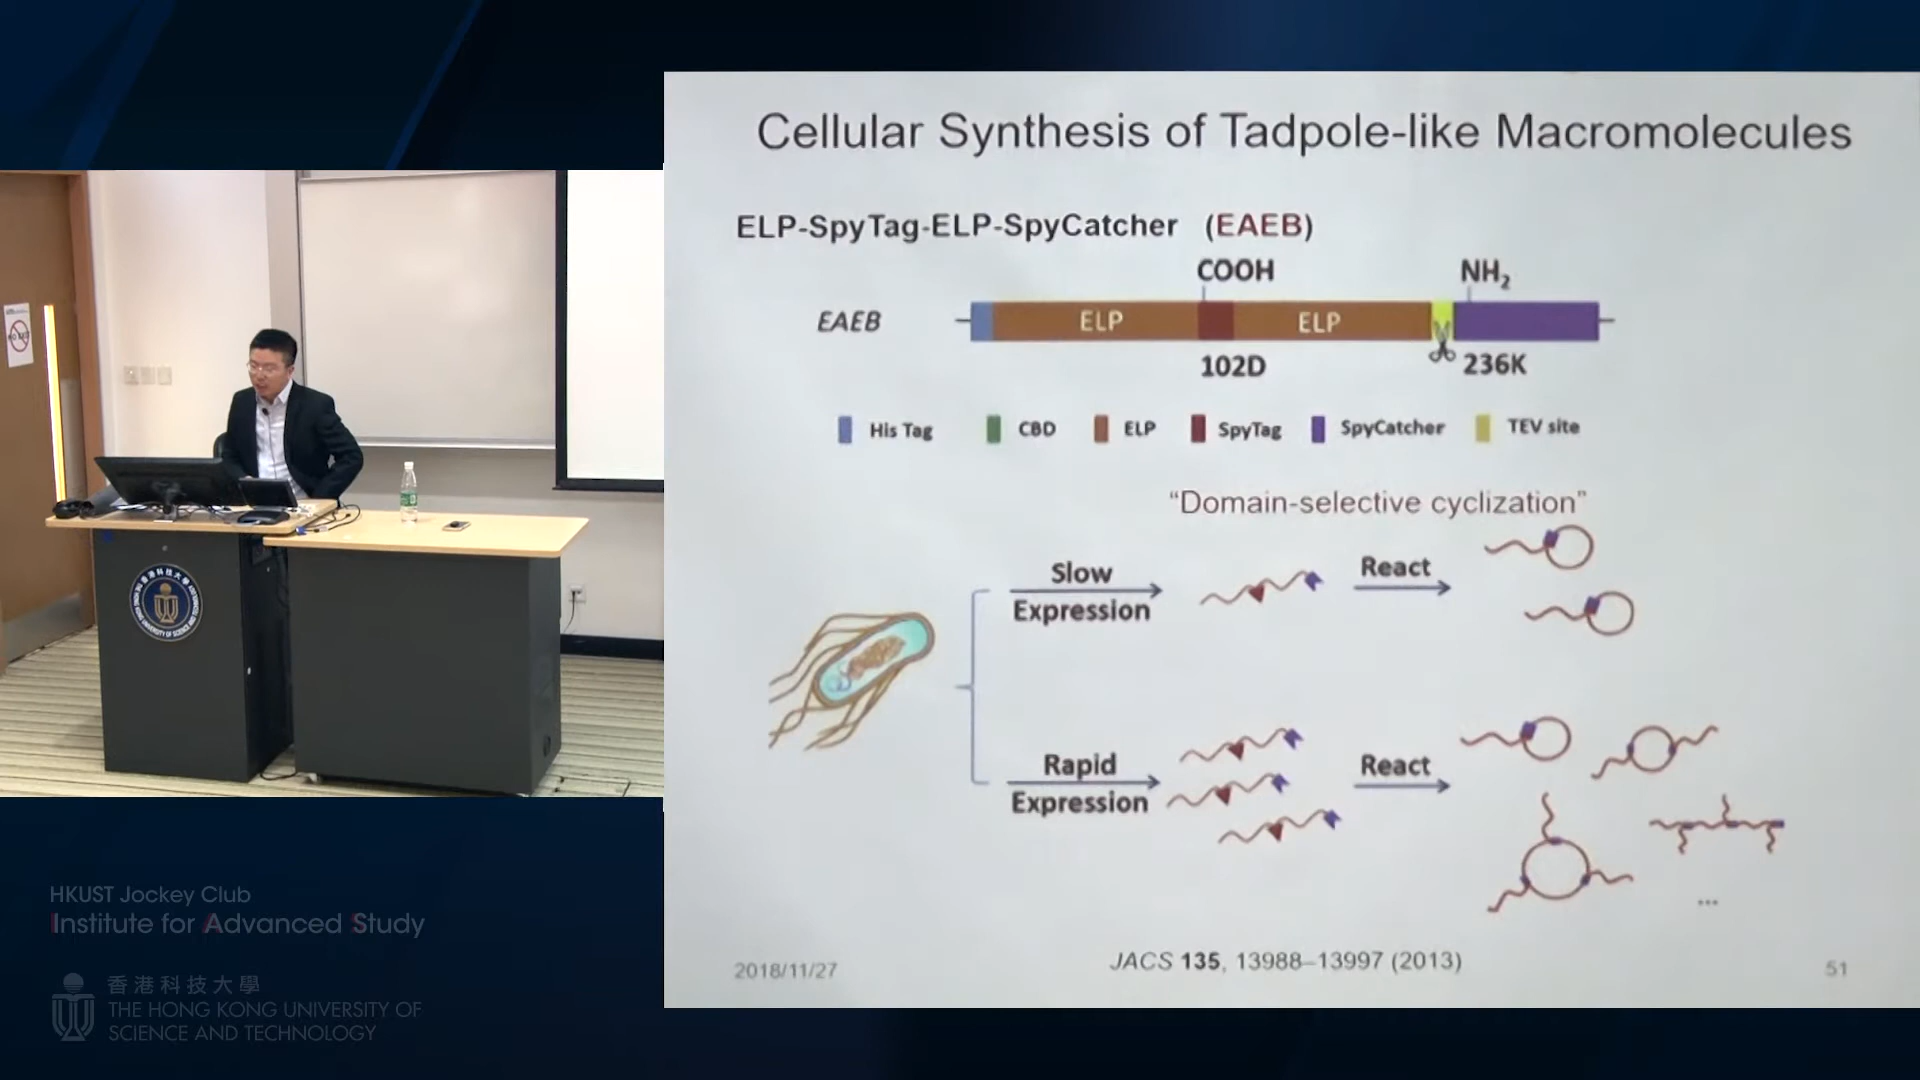 Cellular Synthesis of Tadpole-like Macromolecules
ELP-SpyTag-ELP-SpyCatcher (EAEB)
COOH
NH2
EAEB
ELP
ELP
102D
236K
His Tag
CBD
ELP
SpyTag
SpyCatcher
TEV site
“Domain-selective cyclization”
Slow
Expression
React
Rapid
Expression
React
...
JACS 135, 13988–13997 (2013)
2018/11/27
51
HKUST Jockey Club
Institute for Advanced Study
香港科技大學
THE HONG KONG UNIVERSITY OF
SCIENCE AND TECHNOLOGY